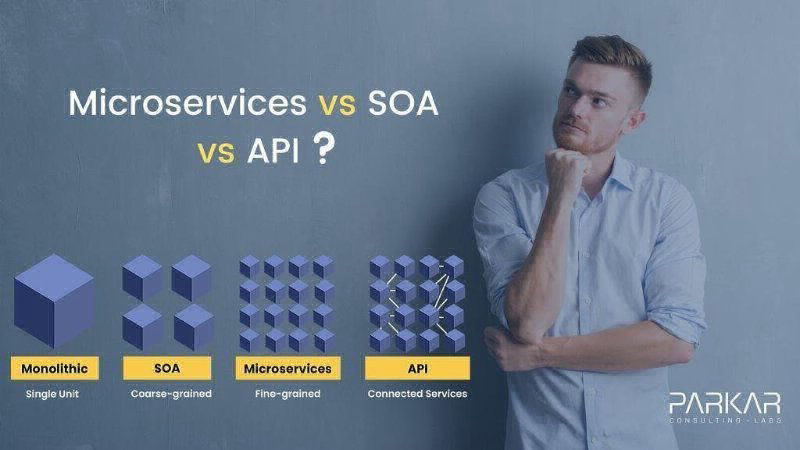 Microservices vs SOA
vs API ?
Monolithic
SOA
Microservices
API
Single Unit
Coarse-grained
Fine-grained
Connected Services
PARKAR
CONSULTING • LABS